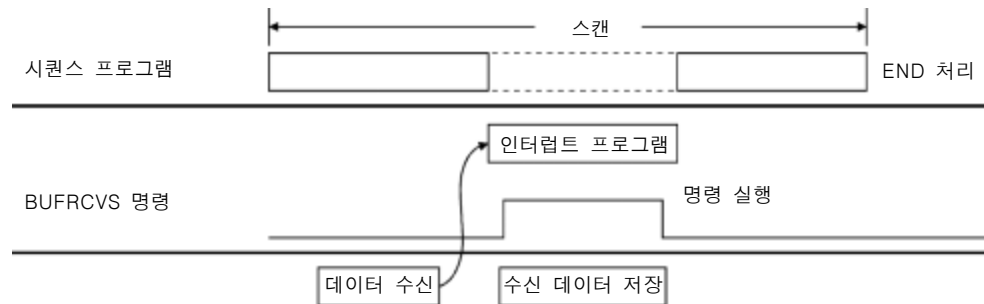 스캔
시퀀스 프로그램
END 처리
인터럽트 프로그램
BUFRCVS 명령
명령 실행
데이터 수신
수신 데이터 저장